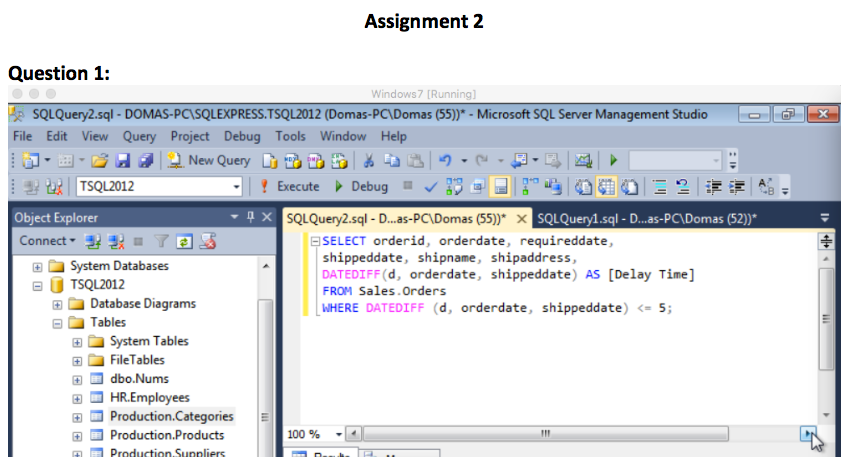 Assignment 2
Question 1:
Windows7 [Running]
SQLQuery2.sql - DOMAS-PC\SQLEXPRESS.TSQL2012 (Domas-PC\Domas (55))* - Microsoft SQL Server Management Studio
File Edit View Query Project Debug Tools Window Help
New Query
TSQL2012 Execute Debug
Object Explorer
Connect
System Databases
TSQL2012
Database Diagrams
Tables
System Tables
FileTables
dbo.Nums
HR.Employees
Production.Categories
Production.Products
Production.Suppliers
SQLQuery2.sql - D...as-PC\Domas (55))* SQLQuery1.sql - D...as-PC\Domas (52))*
SELECT orderid, orderdate, requireddate,
shippeddate, shipname, shipaddress,
DATEDIFF(d, orderdate, shippeddate) AS [Delay Time]
FROM Sales.Orders
WHERE DATEDIFF (d, orderdate, shippeddate) <= 5;
100 %
Results